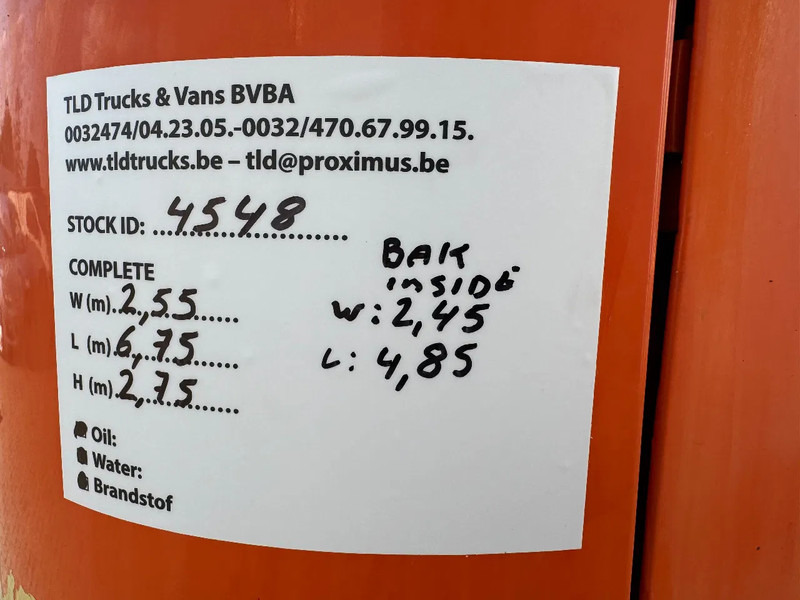 TLD Trucks & Vans BVBA
0032474/04.23.05.-0032/470.67.99.15.
www.tldtrucks.be – tld@proximus.be
STOCK ID: 4548
COMPLETE
W (m) 2,55
L (m) 6,75
H (m) 2,75
BAK
inSIDE
W: 2,45
L: 4,85
Oil:
Water:
Brandstof